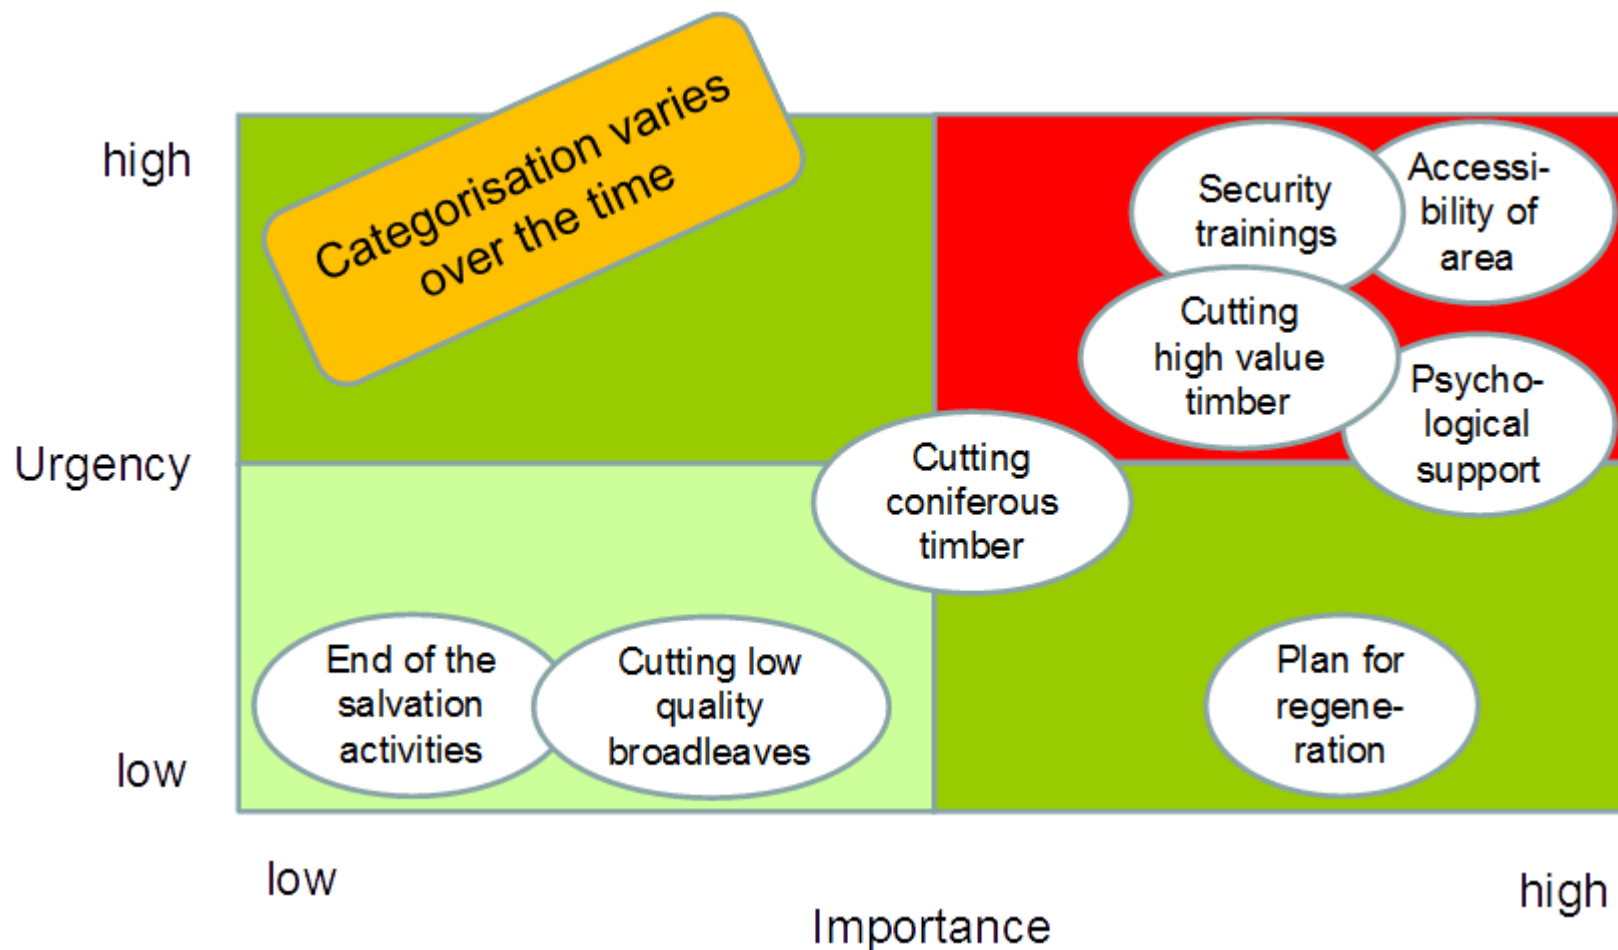 Categorisation varies
over the time
high
Security
trainings
Accessi-
bility of
area
Cutting
high value
timber
Psycho-
logical
support
Urgency
Cutting
coniferous
timber
End of the
salvation
activities
Cutting low
quality
broadleaves
Plan for
regene-
ration
low
low
high
Importance